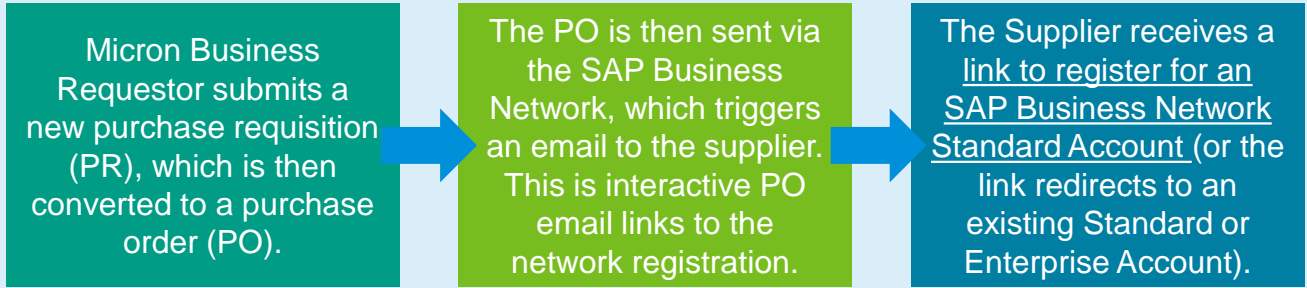 Micron Business
Requestor submits a
new purchase requisition
(PR), which is then
converted to a purchase
order (PO).
The PO is then sent via
the SAP Business
Network, which triggers
an email to the supplier.
This is interactive PO
email links to the
network registration.
The Supplier receives a
link to register for an
SAP Business Network
Standard Account (or the
link redirects to an
existing Standard or
Enterprise Account).